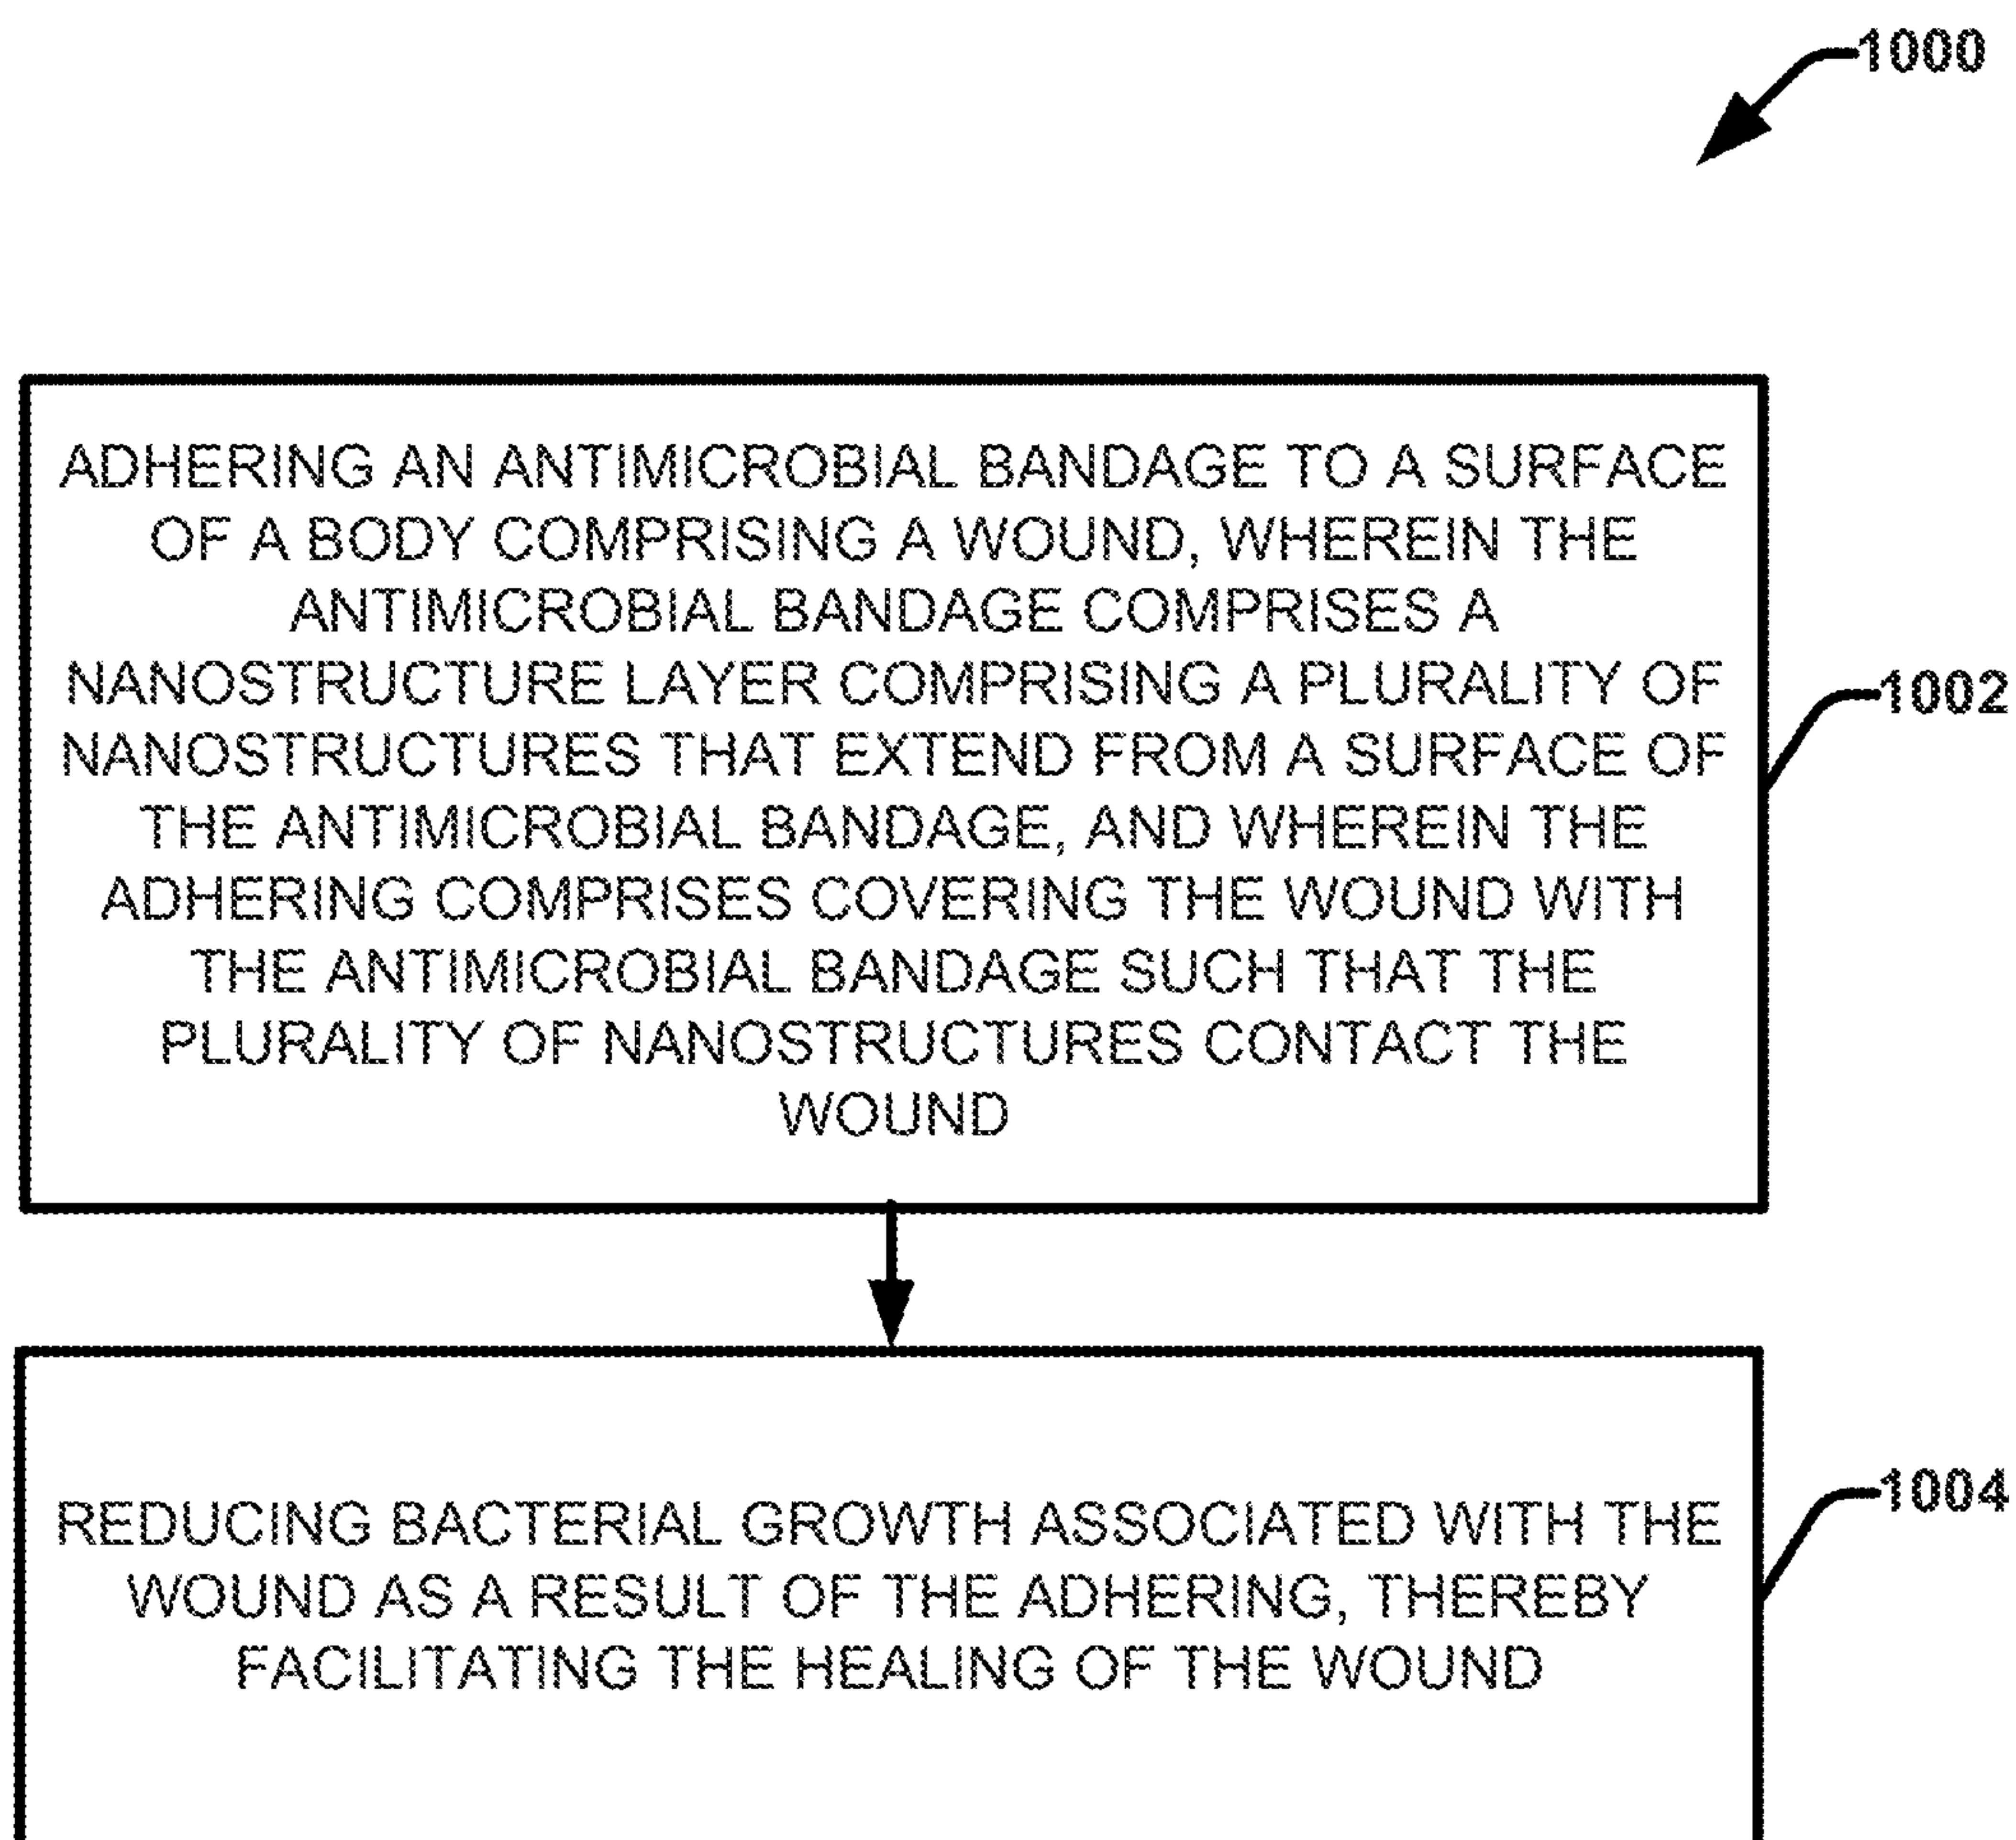 1000
ADHERING AN ANTIMICROBIAL BANDAGE TO A SURFACE
OF A BODY COMPRISING A WOUND, WHEREIN THE
ANTIMICROBIAL BANDAGE COMPRISES A
NANOSTRUCTURE LAYER COMPRISING A PLURALITY OF
NANOSTRUCTURES THAT EXTEND FROM A SURFACE OF
THE ANTIMICROBIAL BANDAGE, AND WHEREIN THE
ADHERING COMPRISES COVERING THE WOUND WITH
THE ANTIMICROBIAL BANDAGE SUCH THAT THE
PLURALITY OF NANOSTRUCTURES CONTACT THE
WOUND
1002
REDUCING BACTERIAL GROWTH ASSOCIATED WITH THE
WOUND AS A RESULT OF THE ADHERING, THEREBY
FACILITATING THE HEALING OF THE WOUND
1004